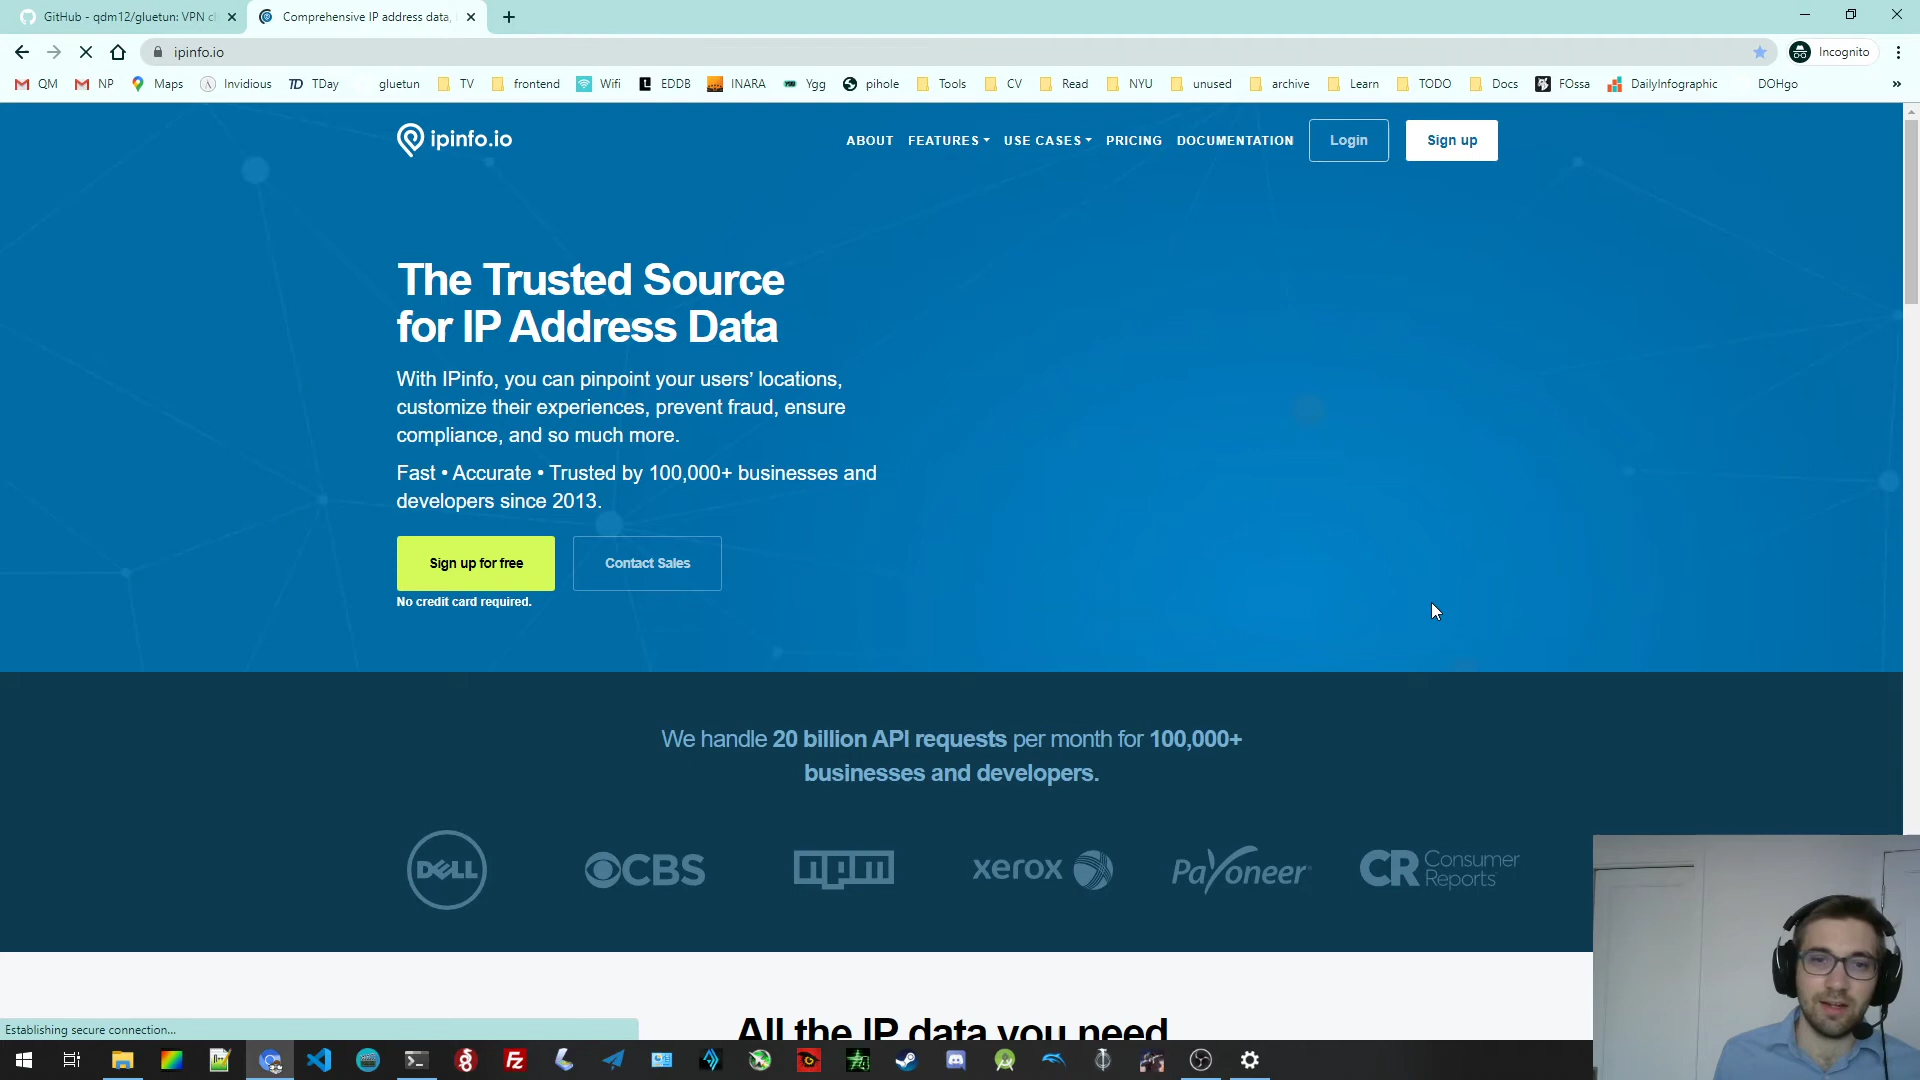 GitHub - qdm12/gluetun: VPN cl
Comprehensive IP address data,
ipinfo.io
Incognito
QM
NP
Maps
Invidious
TD TDay
gluetun
TV
frontend
Wifi
EDDB
INARA
Ygg
pihole
Tools
CV
Read
NYU
unused
archive
Learn
TODO
Docs
FOssa
DailyInfographic
DOHgo
»
ipinfo.io
ABOUT
FEATURES
USE CASES
PRICING
DOCUMENTATION
Login
Sign up
The Trusted Source
for IP Address Data
With IPinfo, you can pinpoint your users’ locations,
customize their experiences, prevent fraud, ensure
compliance, and so much more.
Fast • Accurate • Trusted by 100,000+ businesses and
developers since 2013.
Sign up for free
Contact Sales
No credit card required.
We handle 20 billion API requests per month for 100,000+
businesses and developers.
DELL
CBS
npm
xerox
Payoneer
CR Consumer
Reports
All the IP data you need
Establishing secure connection...